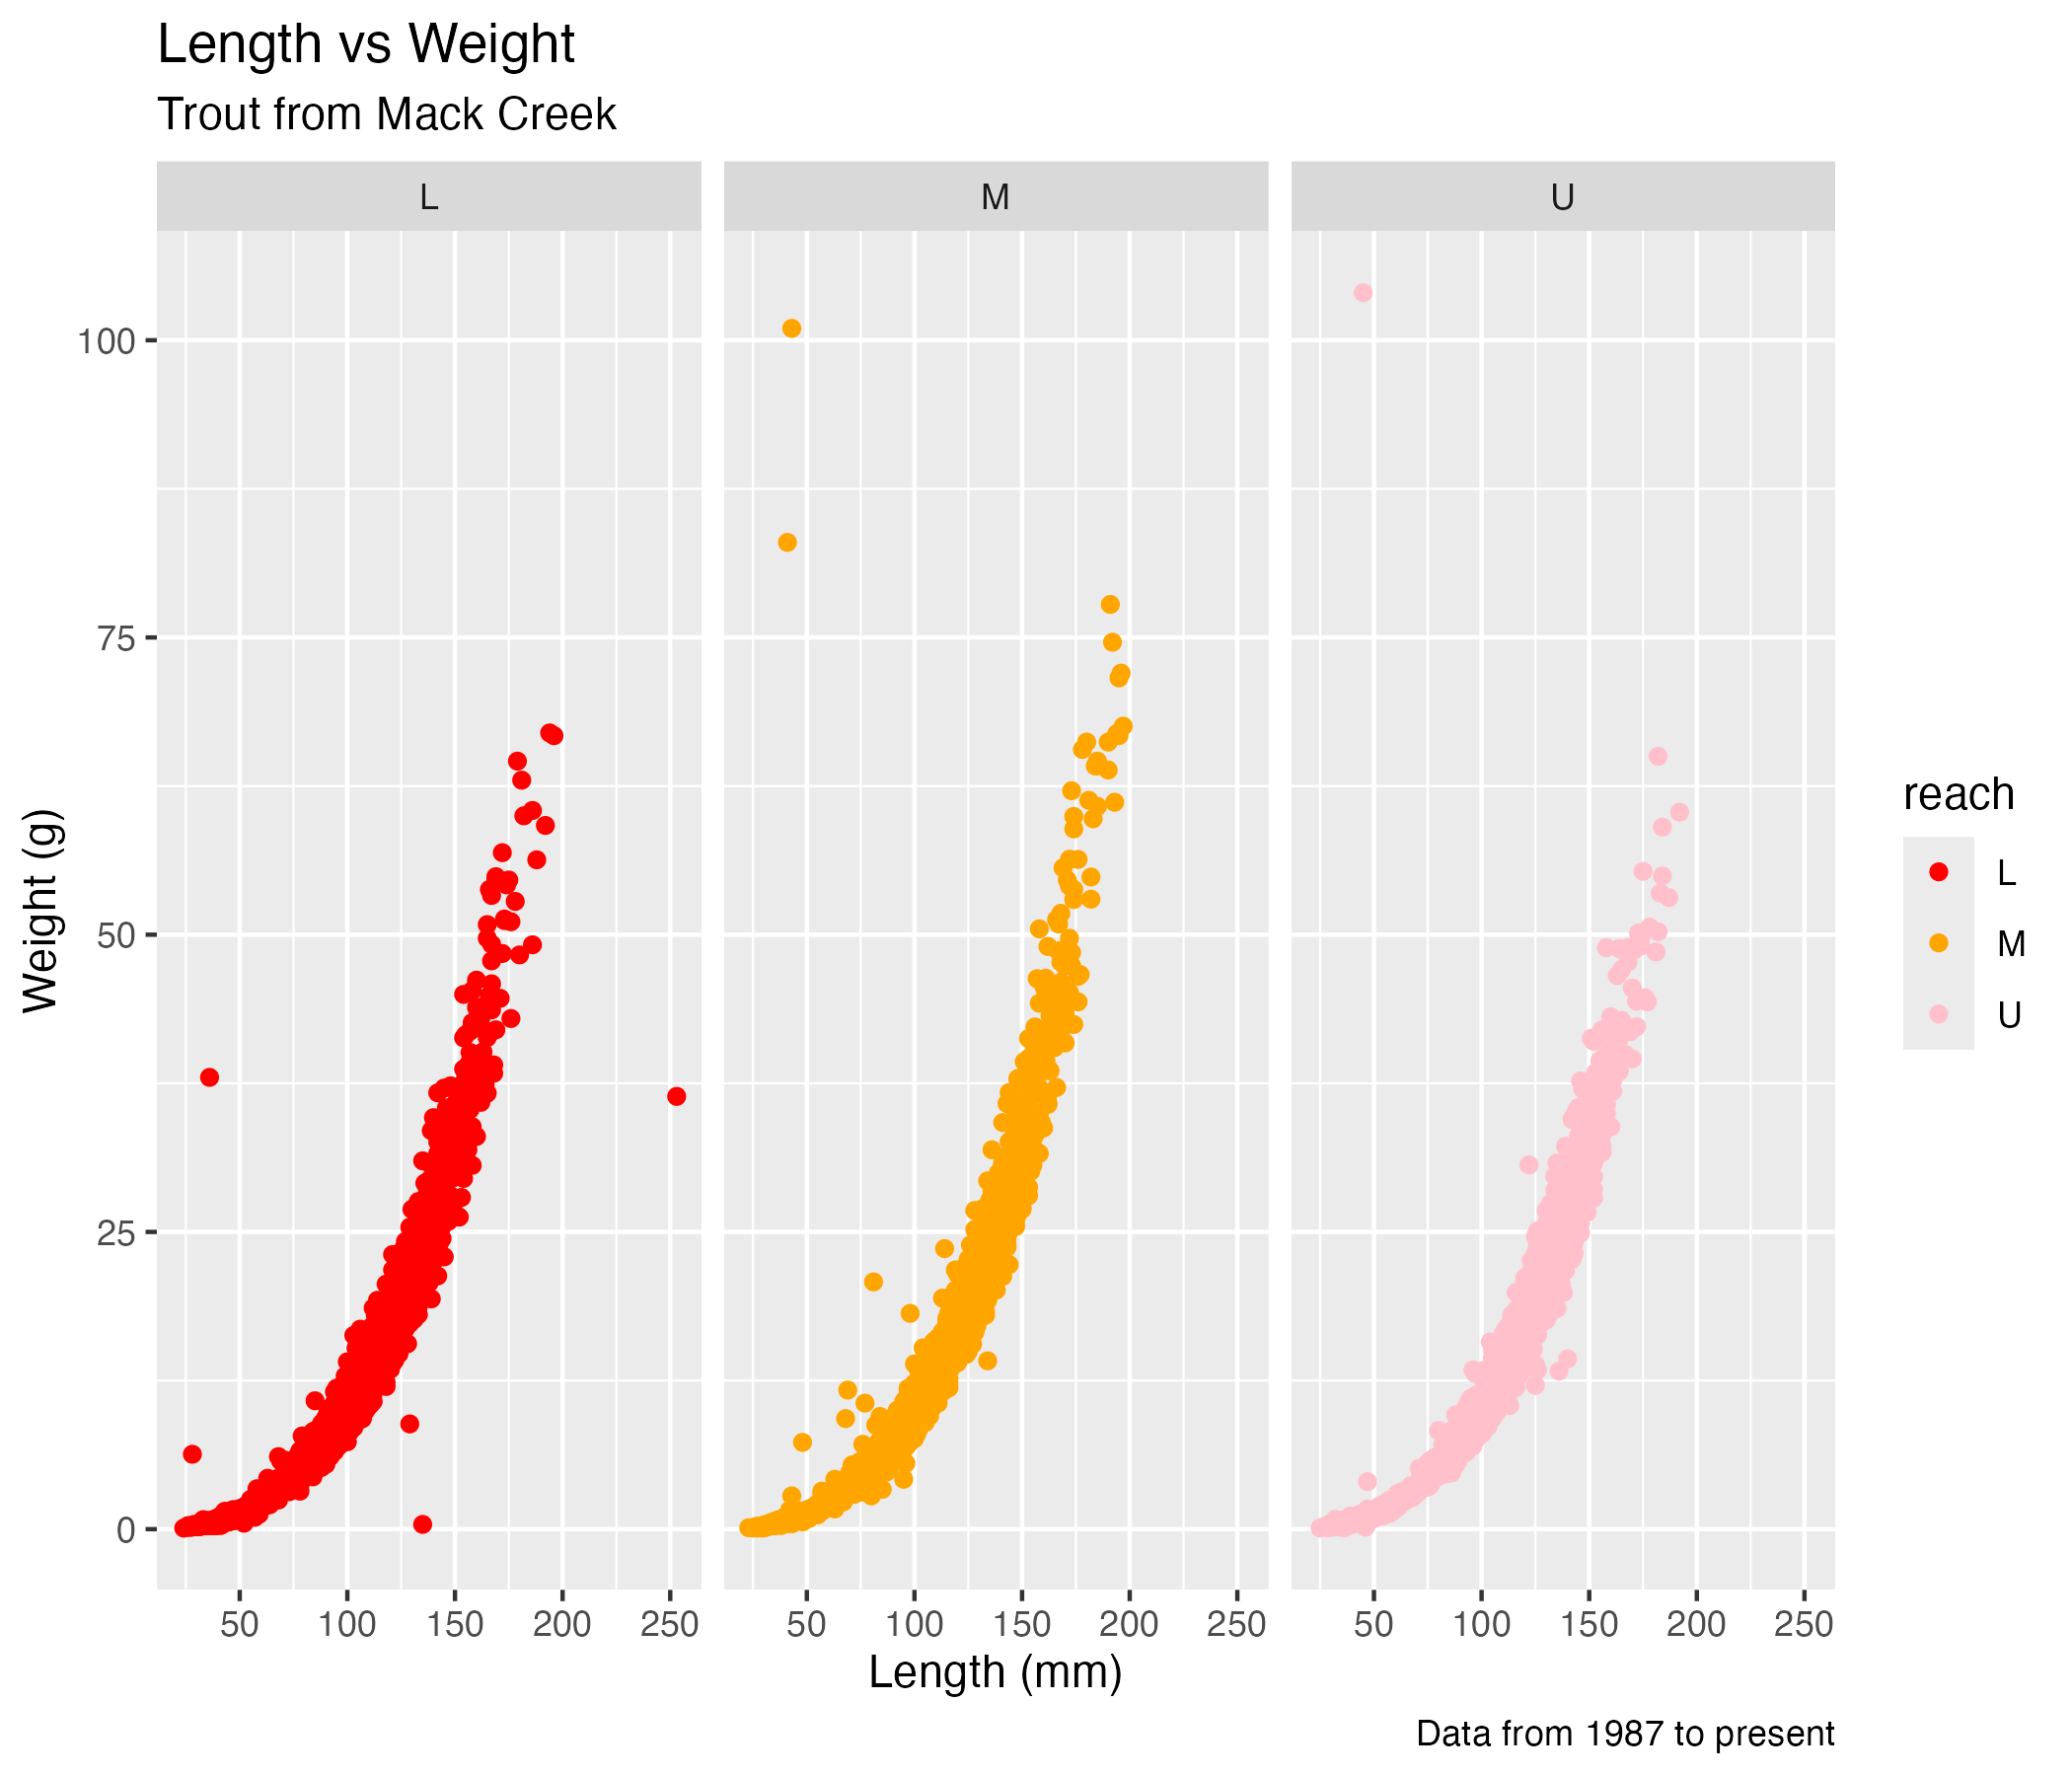 Length vs Weight
Trout from Mack Creek
L M U
100
75
50
25
0
Weight (g)
50 100 150 200 250 50 100 150 200 250 50 100 150 200 250
Length (mm)
reach
L
M
U
Data from 1987 to present